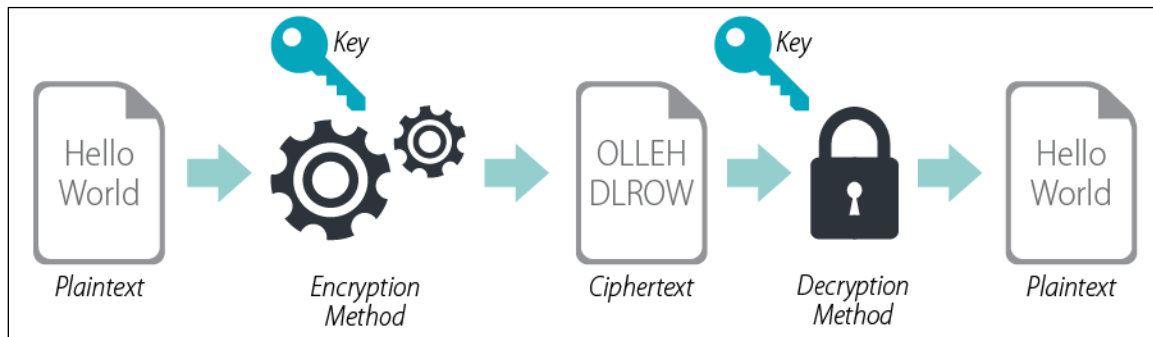 Key
Key
Hello
World
OLLEH
DLROW
Hello
World
Plaintext
Encryption
Method
Ciphertext
Decryption
Method
Plaintext